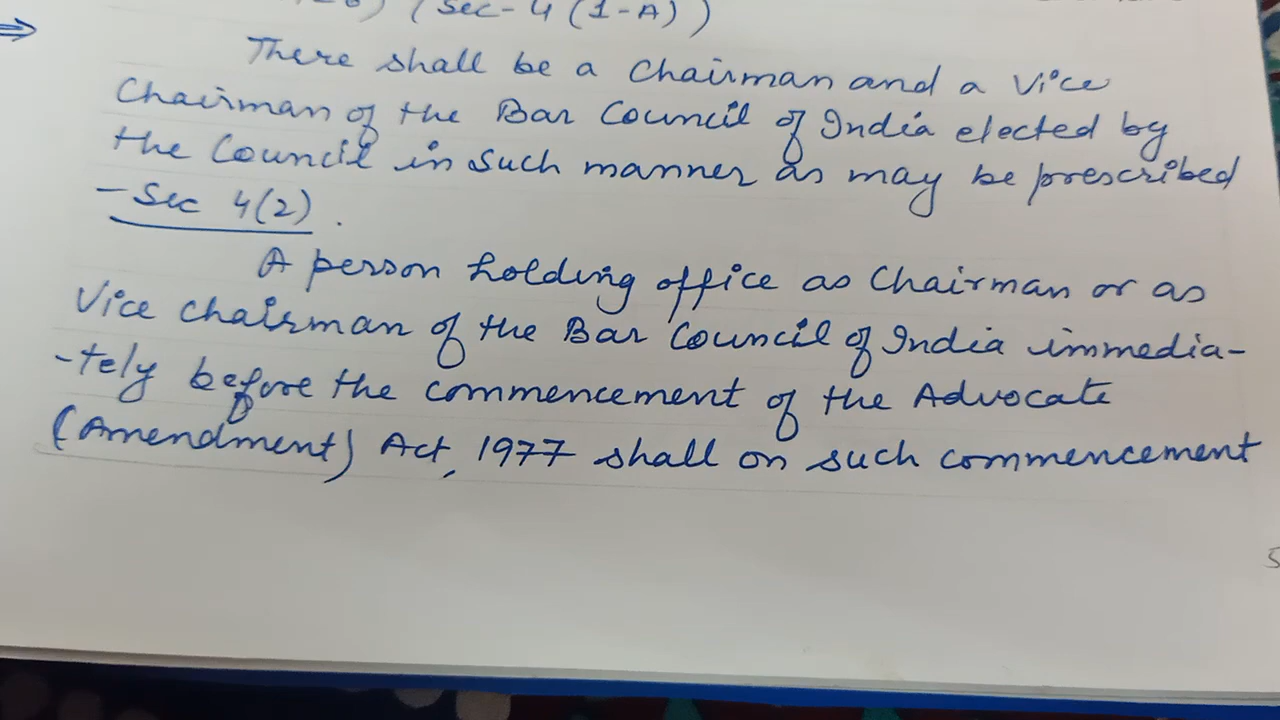 (Sec-4 (1-A))
⇒
There shall be a Chairman and a Vice
Chairman of the Bar Council of India elected by
the Council in such manner as may be prescribed
- Sec 4(2).
A person holding office as Chairman or as
Vice chairman of the Bar Council of India immedia-
-tely before the commencement of the Advocate
(Amendment) Act, 1977 shall on such commencement